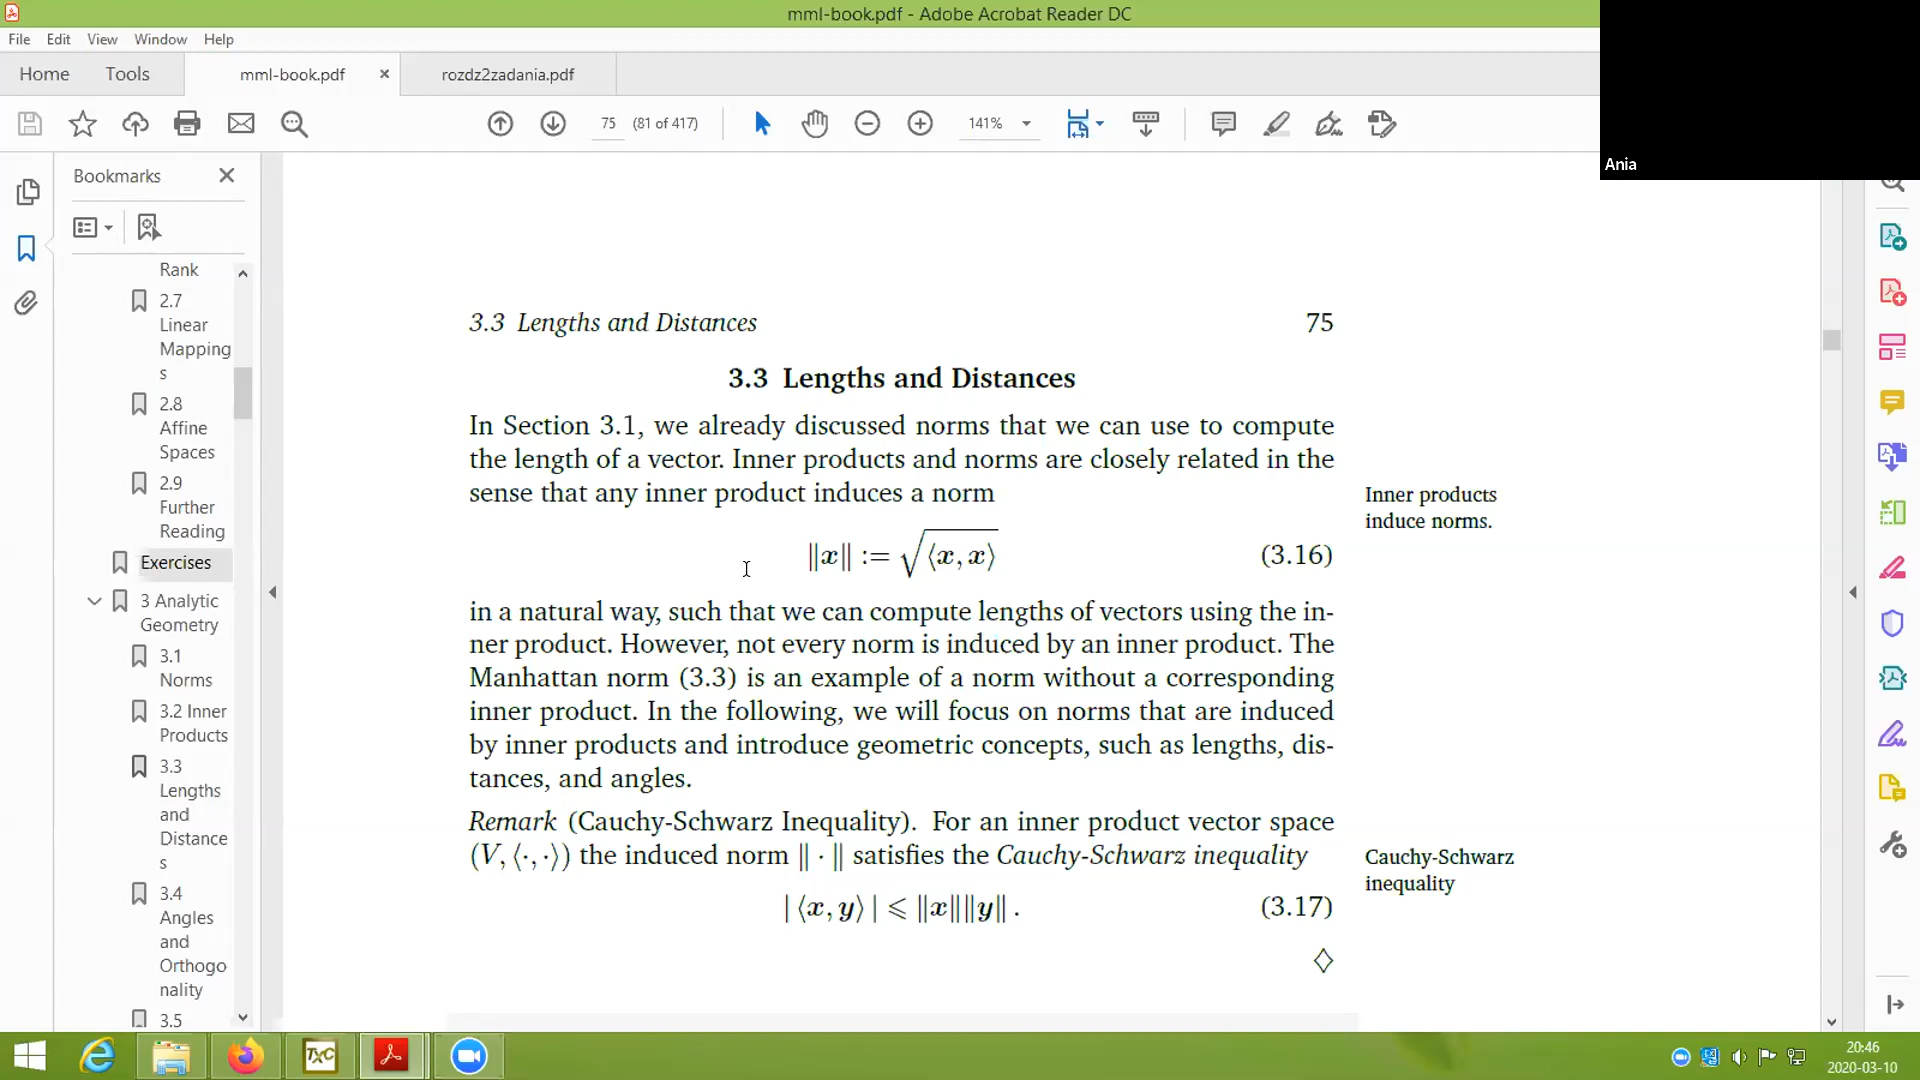 mml-book.pdf - Adobe Acrobat Reader DC
File Edit View Window Help
Home Tools mml-book.pdf × rozdz2zadania.pdf
75 (81 of 417) 141%
Ania
Bookmarks
Rank
2.7
Linear
Mapping
s
2.8
Affine
Spaces
2.9
Further
Reading
Exercises
3 Analytic
Geometry
3.1
Norms
3.2 Inner
Products
3.3
Lengths
and
Distance
s
3.4
Angles
and
Orthogo
nality
3.5
3.3 Lengths and Distances 75
3.3 Lengths and Distances
In Section 3.1, we already discussed norms that we can use to compute
the length of a vector. Inner products and norms are closely related in the
sense that any inner product induces a norm
Inner products
induce norms.
‖x‖ := √⟨x, x⟩ (3.16)
in a natural way, such that we can compute lengths of vectors using the in-
ner product. However, not every norm is induced by an inner product. The
Manhattan norm (3.3) is an example of a norm without a corresponding
inner product. In the following, we will focus on norms that are induced
by inner products and introduce geometric concepts, such as lengths, dis-
tances, and angles.
Remark (Cauchy-Schwarz Inequality). For an inner product vector space
(V, ⟨·, ·⟩) the induced norm ‖ · ‖ satisfies the Cauchy-Schwarz inequality
Cauchy-Schwarz
inequality
| ⟨x, y⟩ | ⩽ ‖x‖‖y‖ . (3.17)
♢
TXC
20:46
2020-03-10